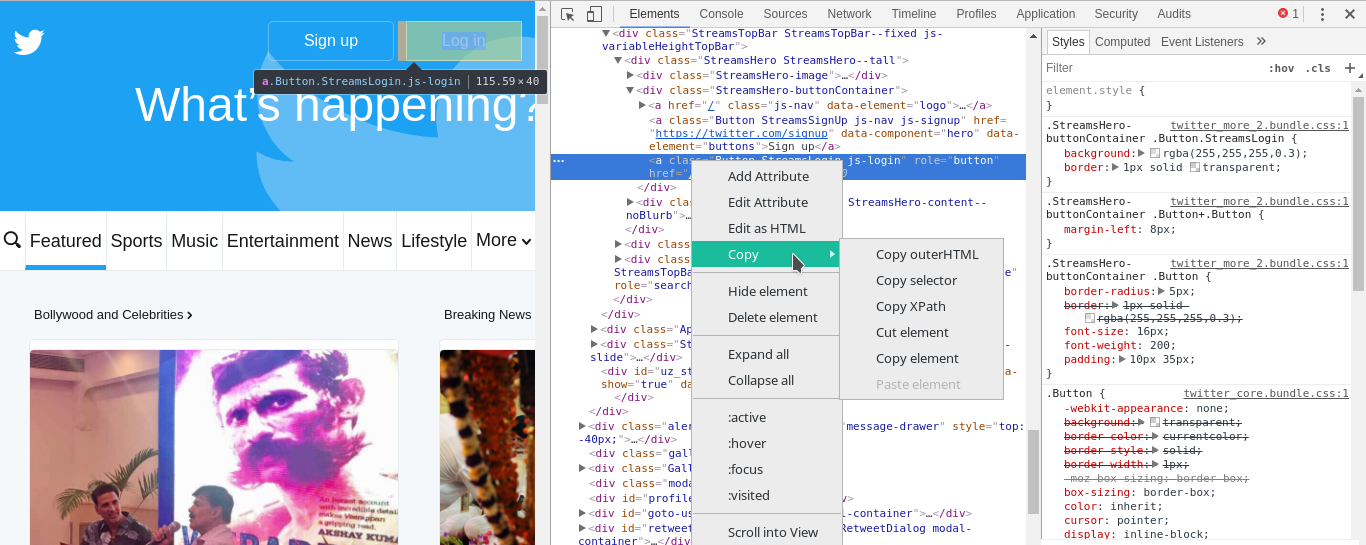 Sign up
Log in
a.Button.StreamsLogin.js-login | 115.59 × 40
What's happening?
Featured Sports Music Entertainment News Lifestyle More
Bollywood and Celebrities
Breaking News
An honest account
with incredible detai
makes Veerappan
a gripping read.
AKSHAY KUMA
Elements Console Sources Network Timeline Profiles Application Security Audits 1
▼<div class="StreamsTopBar StreamsTopBar--fixed js-
variableHeightTopBar">
▼<div class="StreamsHero StreamsHero--tall">
▶<div class="StreamsHero-image">…</div>
▼<div class="StreamsHero-buttonContainer">
▶<a href="/" class="js-nav" data-element="logo">…</a>
<a class="Button StreamsSignUp js-nav js-signup" href=
"https://twitter.com/signup" data-component="hero" data-
element="buttons">Sign up</a>
<a class="Button StreamsLogin js-login" role="button"
href="/
</div>
▶<div clas StreamsHero-content--
noBlurb">…
</div>
▶<div class=
▶<div class=
StreamsTopBa
role="search
</div>
</div>
▶<div class="Ap
slide">…</div>
<div id="uz_st
show="true" da
</div>
</div>
▶<div class="aler "message-drawer" style="top:
-40px;">…</div>
<div class="gall
▶<div class="Gall
<div class="moda
▶<div id="profile v>
▶<div id="goto-us l-container">…</div>
▶<div id="retweet RetweetDialog modal-
container">…</div>
Add Attribute
Edit Attribute
Edit as HTML
Copy
Hide element
Delete element
Expand all
Collapse all
:active
:hover
:focus
:visited
Scroll into View
Copy outerHTML
Copy selector
Copy XPath
Cut element
Copy element
Paste element
Styles Computed Event Listeners »
Filter :hov .cls +
element.style {
}
.StreamsHero- twitter_more_2.bundle.css:1
buttonContainer .Button.StreamsLogin {
background:▶ rgba(255,255,255,0.3);
border:▶ 1px solid transparent;
}
.StreamsHero- twitter_more_2.bundle.css:1
buttonContainer .Button+.Button {
margin-left: 8px;
}
.StreamsHero- twitter_more_2.bundle.css:1
buttonContainer .Button {
border-radius:▶ 5px;
border:▶ 1px solid
rgba(255,255,255,0.3);
font-size: 16px;
font-weight: 200;
padding:▶ 10px 35px;
}
.Button { twitter_core.bundle.css:1
-webkit-appearance: none;
background:▶ transparent;
border-color:▶ currentcolor;
border-style:▶ solid;
border-width:▶ 1px;
-moz-box-sizing: border-box;
box-sizing: border-box;
color: inherit;
cursor: pointer;
display: inline-block;